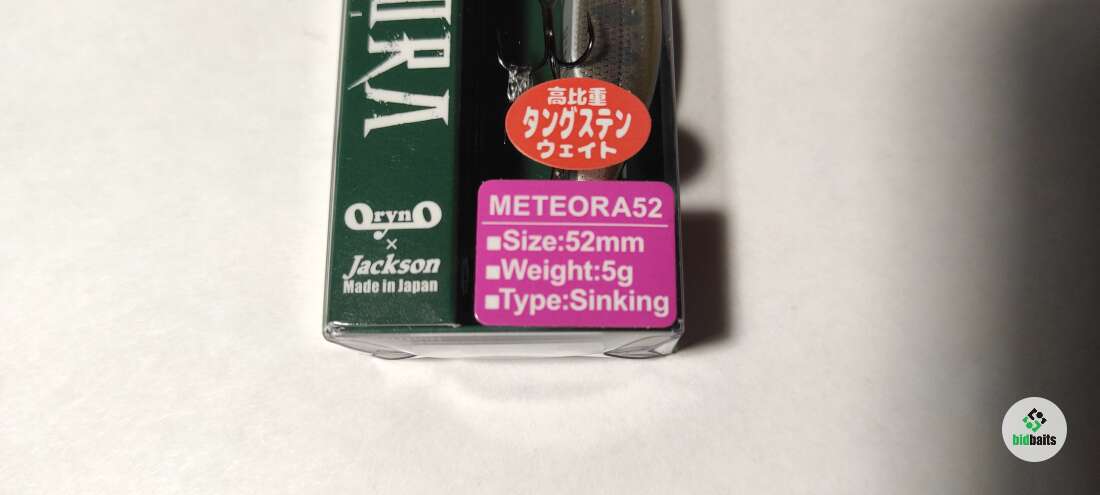 高比重
タングステン
ウェイト
METEORA52
■Size:52mm
■Weight:5g
■Type:Sinking
OrynO
×
Jackson
Made in Japan
bidbaits